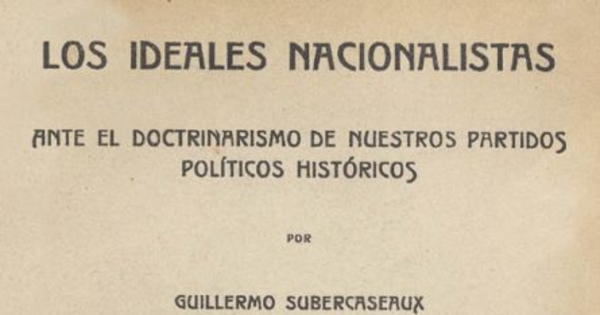 LOS IDEALES NACIONALISTAS
ANTE EL DOCTRINARISMO DE NUESTROS PARTIDOS
POLÍTICOS HISTÓRICOS
POR
GUILLERMO SUBERCASEAUX